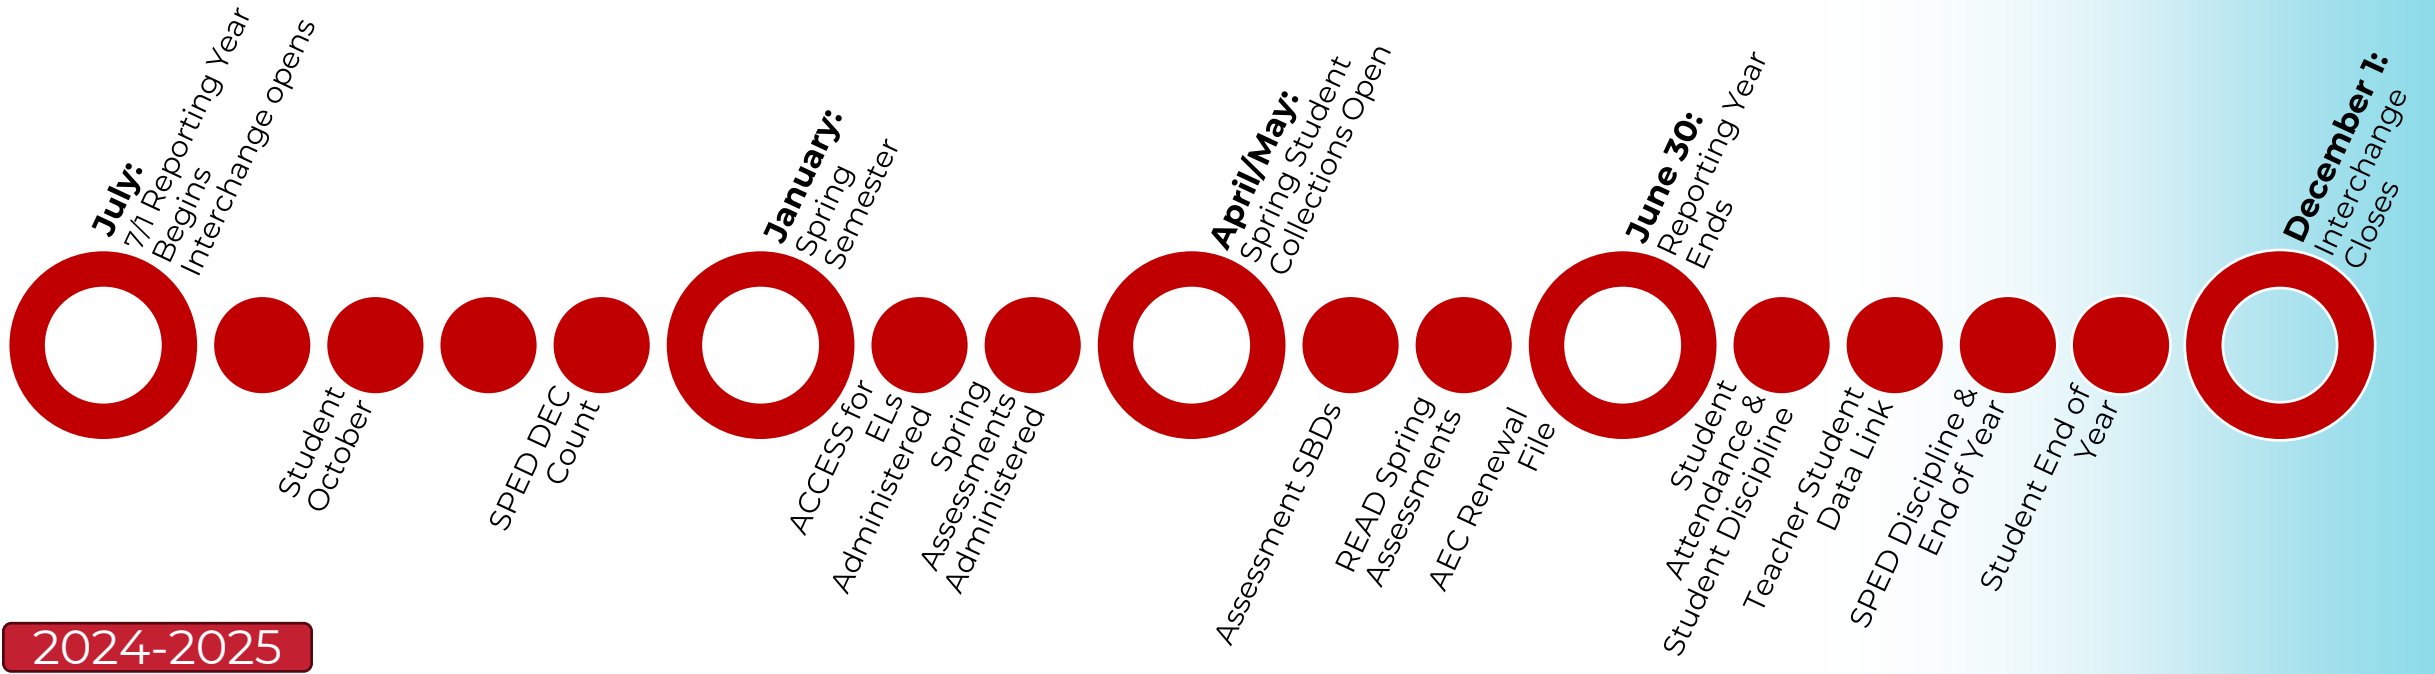 July:
7/1 Reporting Year
Begins
Interchange opens
Student
October
SPED DEC
Count
January:
Spring
Semester
ACCESS for
ELs
Administered
Spring
Assessments
Administered
April/May:
Spring Student
Collections Open
Assessment SBDs
READ Spring
Assessments
AEC Renewal
File
June 30:
Reporting Year
Ends
Student
Attendance &
Student Discipline
Teacher Student
Data Link
SPED Discipline &
End of Year
Student End of
Year
December 1:
Interchange
Closes
2024-2025